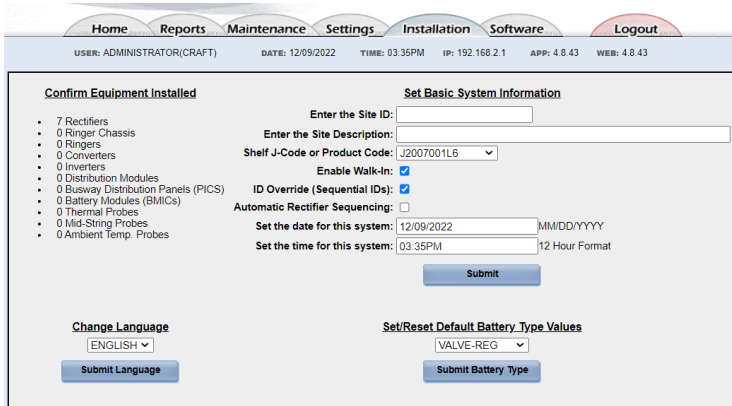 Home Reports Maintenance Settings Installation Software Logout
USER: ADMINISTRATOR(CRAFT) DATE: 12/09/2022 TIME: 03:35PM IP: 192.168.2.1 APP: 4.8.43 WEB: 4.8.43
Confirm Equipment Installed
7 Rectifiers
0 Ringer Chassis
0 Ringers
0 Converters
0 Inverters
0 Distribution Modules
0 Busway Distribution Panels (PICS)
0 Battery Modules (BMICs)
0 Thermal Probes
0 Mid-String Probes
0 Ambient Temp. Probes
Set Basic System Information
Enter the Site ID:
Enter the Site Description:
Shelf J-Code or Product Code: J2007001L6
Enable Walk-In:
ID Override (Sequential IDs):
Automatic Rectifier Sequencing:
Set the date for this system: 12/09/2022 MM/DD/YYYY
Set the time for this system: 03:35PM 12 Hour Format
Submit
Change Language
ENGLISH
Submit Language
Set/Reset Default Battery Type Values
VALVE-REG
Submit Battery Type